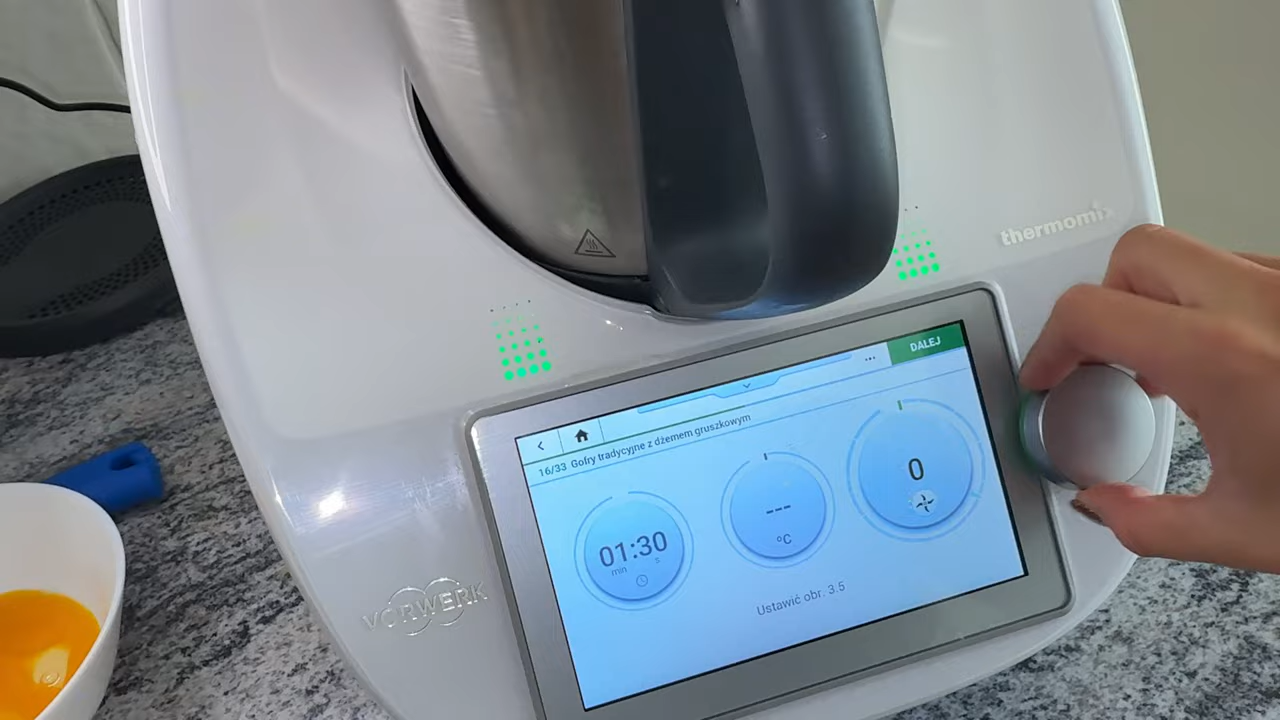 thermomix
DALEJ
16/33 Gofry tradycyjne z dżemem gruszkowym
01:30
min s
---
°C
0
Ustawić obr. 3.5
VORWERK